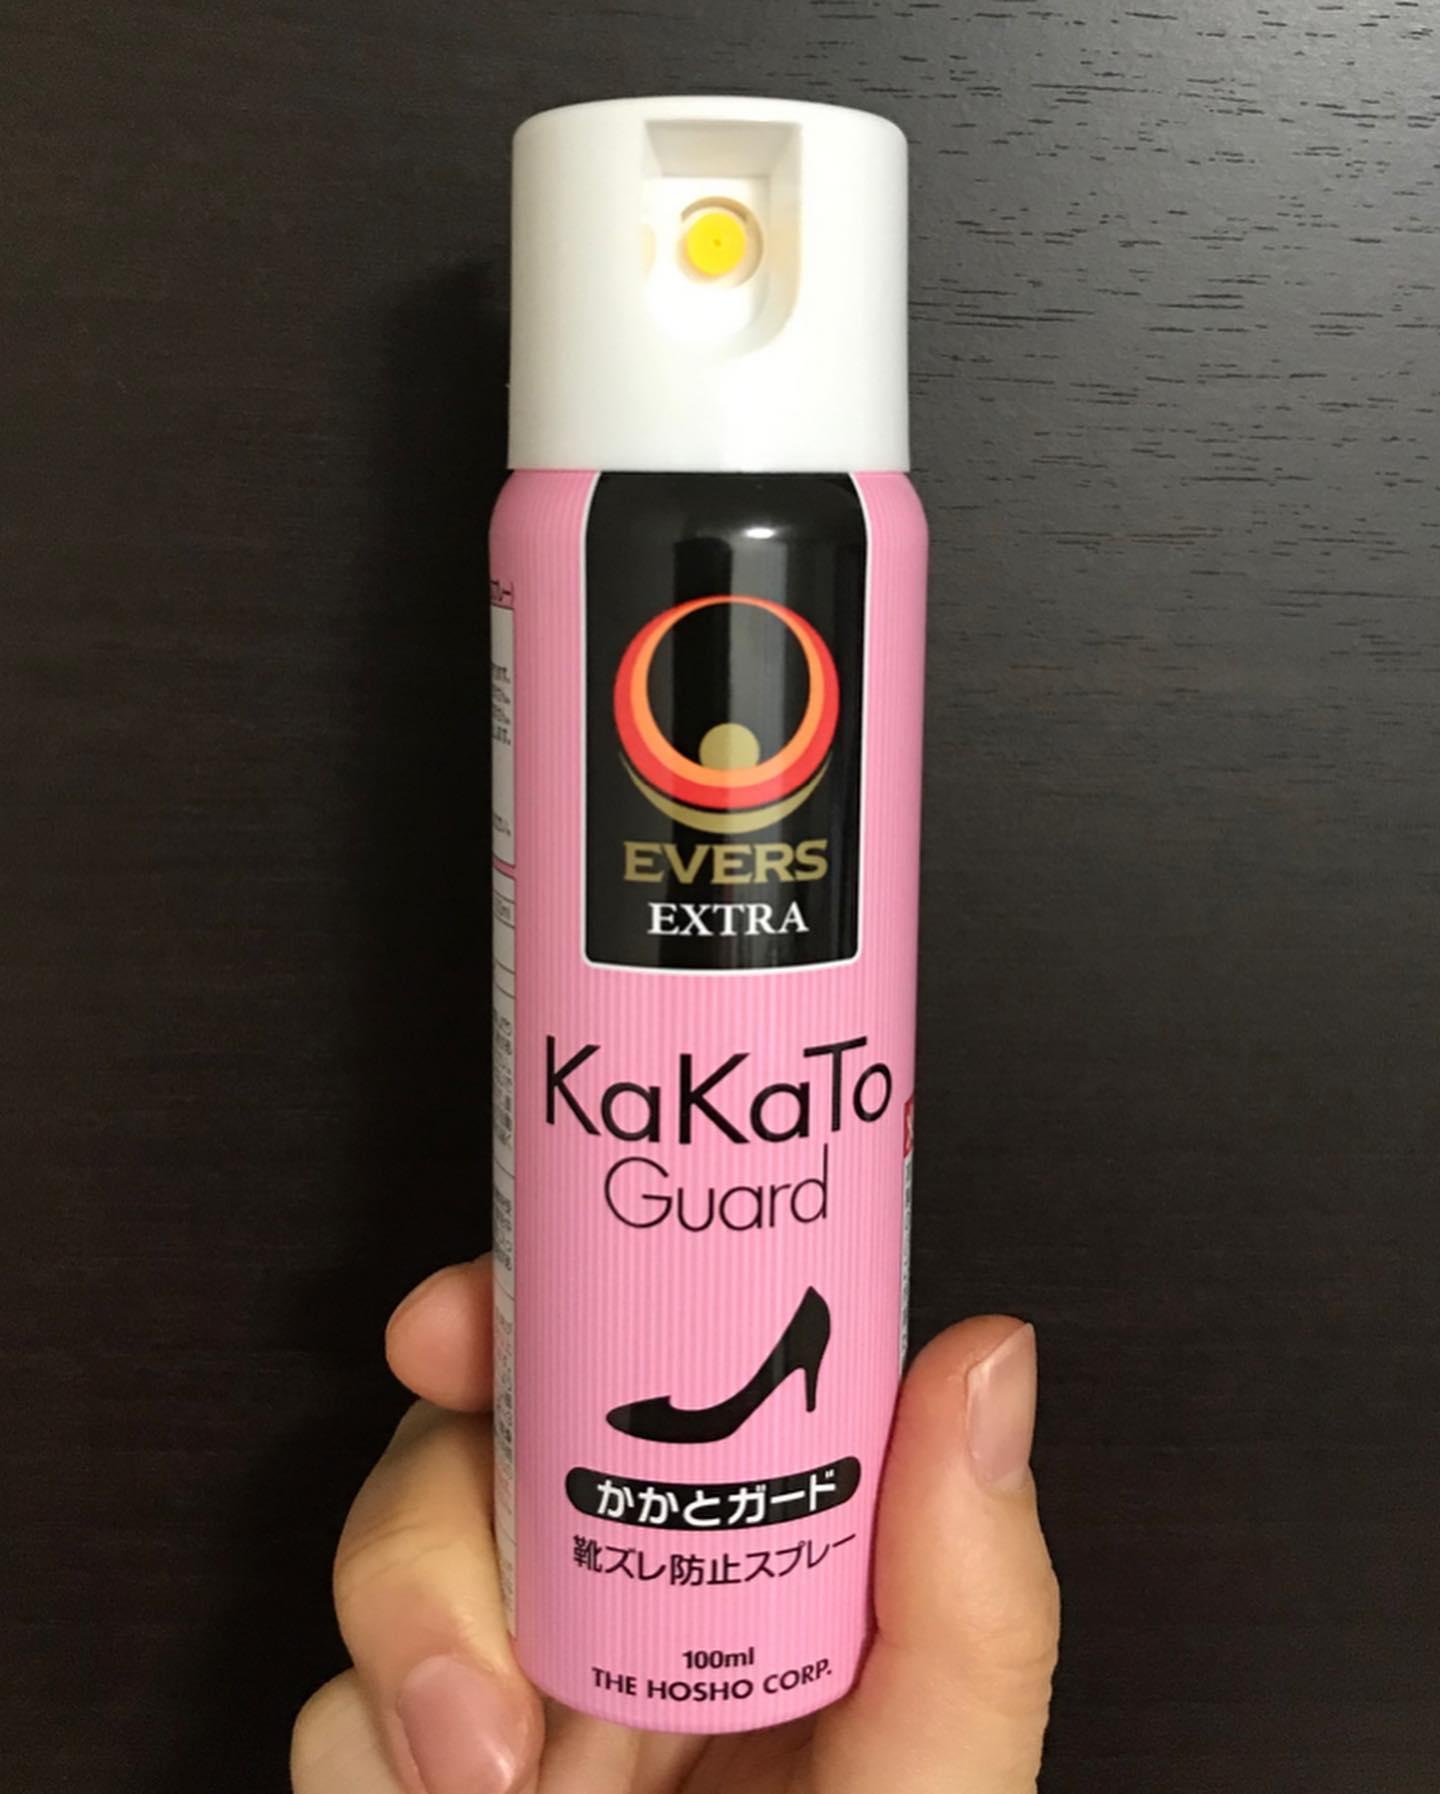 EVERS
EXTRA
KaKaTo
Guard
かかとガード
靴ズレ防止スプレー
100ml
THE HOSHO CORP.